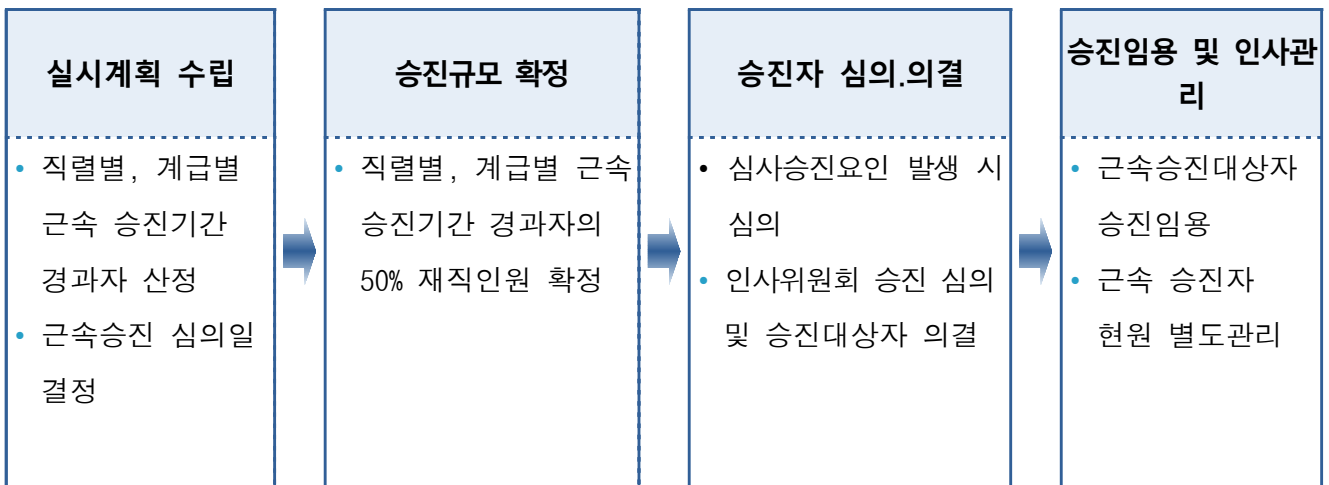 실시계획 수립
• 직렬별, 계급별
근속 승진기간
경과자 산정
• 근속승진 심의일
결정
승진규모 확정
• 직렬별, 계급별 근속
승진기간 경과자의
50% 재직인원 확정
승진자 심의.의결
• 심사승진요인 발생 시
심의
• 인사위원회 승진 심의
및 승진대상자 의결
승진임용 및 인사관
리
• 근속승진대상자
승진임용
• 근속 승진자
현원 별도관리